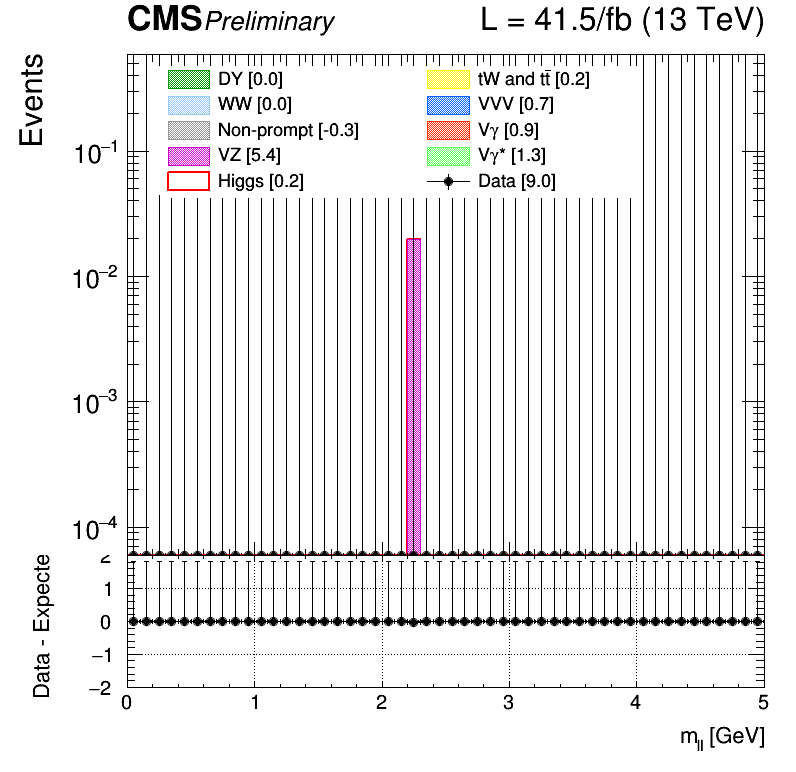 CMS Preliminary L = 41.5/fb (13 TeV)
Events
DY [0.0] tW and tt̄ [0.2]
WW [0.0] VVV [0.7]
Non-prompt [-0.3] Vγ [0.9]
VZ [5.4] Vγ* [1.3]
Higgs [0.2] Data [9.0]
10⁻¹
10⁻²
10⁻³
10⁻⁴
Data - Expecte
2
1
0
−1
−2
0 1 2 3 4 5
m_ll [GeV]